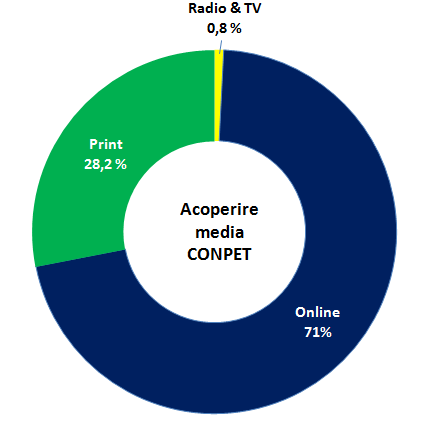 Radio & TV
0,8 %
Print
28,2 %
Acoperire
media
CONPET
Online
71%